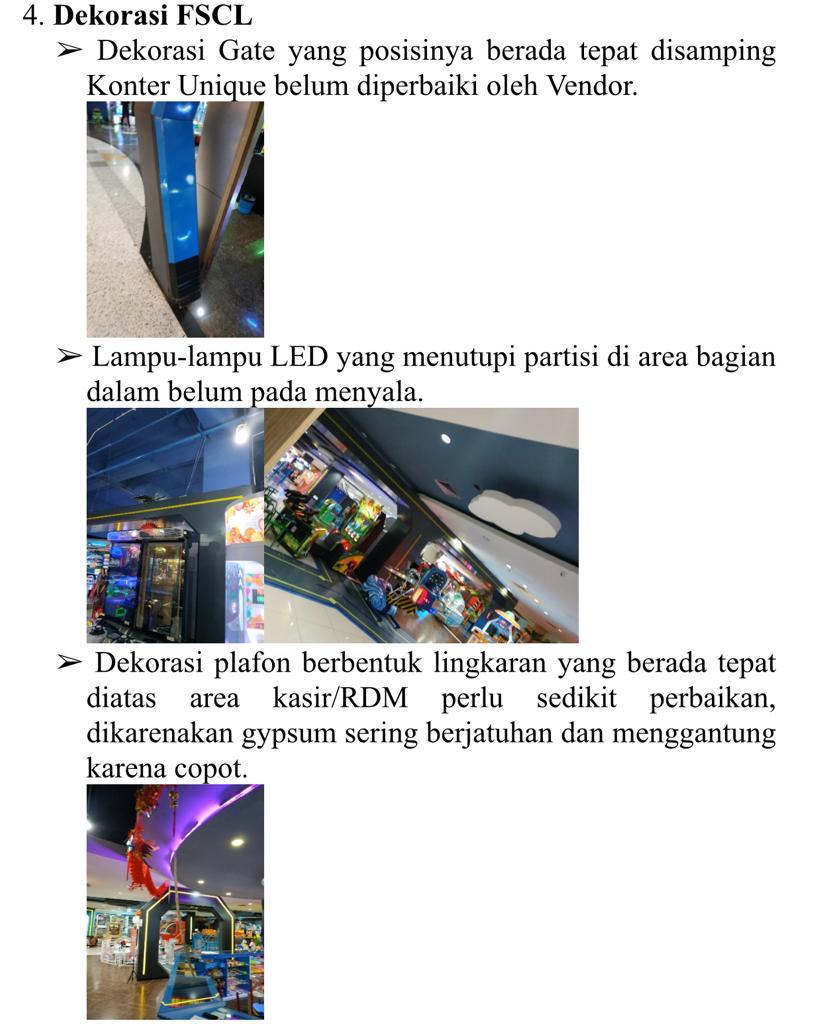 4. Dekorasi FSCL
➢ Dekorasi Gate yang posisinya berada tepat disamping
Konter Unique belum diperbaiki oleh Vendor.
➢ Lampu-lampu LED yang menutupi partisi di area bagian
dalam belum pada menyala.
➢ Dekorasi plafon berbentuk lingkaran yang berada tepat
diatas area kasir/RDM perlu sedikit perbaikan,
dikarenakan gypsum sering berjatuhan dan menggantung
karena copot.